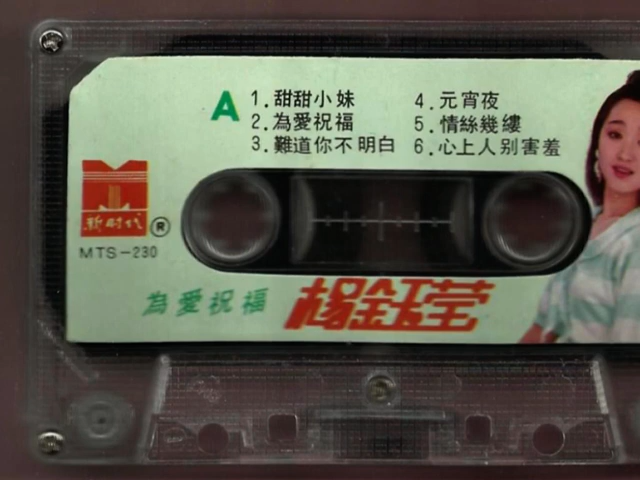 A
1.甜甜小妹
2.為愛祝福
3.難道你不明白
4.元宵夜
5.情絲幾縷
6.心上人别害羞
新时代 ®
MTS-230
為愛祝福 楊鈺莹